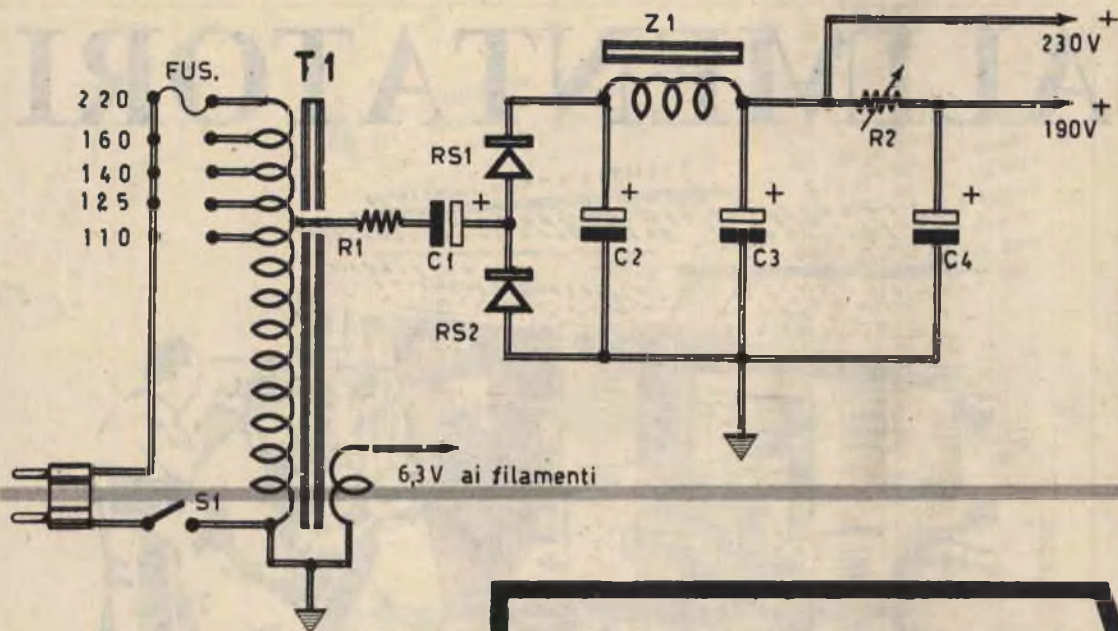 FUS.
T1
220
160
140
125
110
R1
C1
+
RS1
RS2
Z1
+
C2
+
C3
R2
+
C4
230V
+
190V
+
6,3V ai filamenti
S1